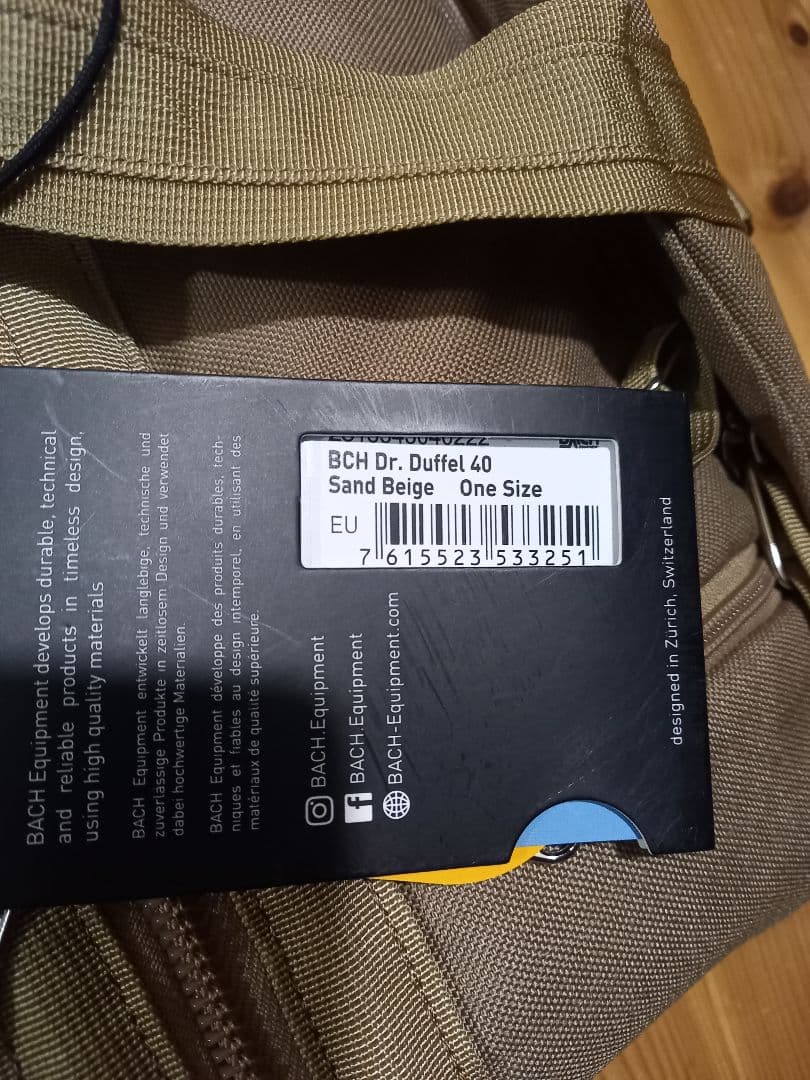 BCH Dr. Duffel 40
Sand Beige One Size
EU
7 615523 533251
BACH Equipment develops durable, technical
and reliable products in timeless design,
using high quality materials
BACH Equipment entwickelt langlebige, technische und
zuverlässige Produkte in zeitlosem Design und verwendet
dabei hochwertige Materialien.
BACH Equipment développe des produits durables, tech-
niques et fiables au design intemporel, en utilisant des
matériaux de qualité supérieure.
BACH.Equipment
BACH.Equipment
BACH-Equipment.com
designed in Zürich, Switzerland